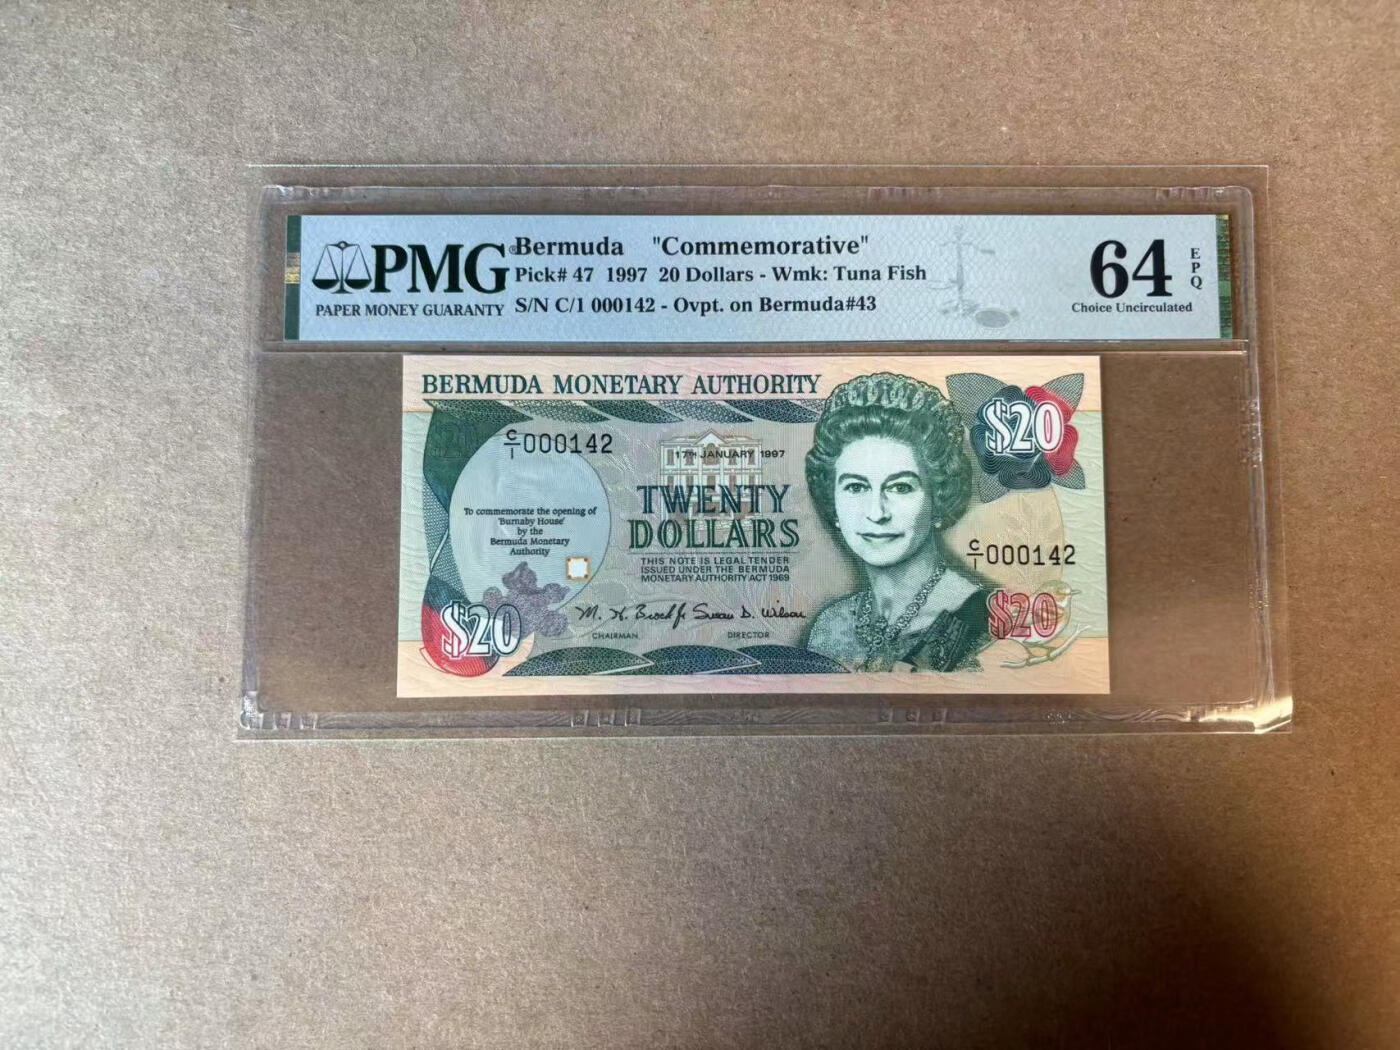 PMG®
PAPER MONEY GUARANTY
Bermuda "Commemorative"
Pick# 47 1997 20 Dollars - Wmk: Tuna Fish
S/N C/1 000142 - Ovpt. on Bermuda#43
64
EPQ
Choice Uncirculated
BERMUDA MONETARY AUTHORITY
$20
C/1 000142
17TH JANUARY 1997
TWENTY
DOLLARS
To commemorate the opening of
'Burnaby House'
by the
Bermuda Monetary
Authority
THIS NOTE IS LEGAL TENDER
ISSUED UNDER THE BERMUDA
MONETARY AUTHORITY ACT 1969
C/1 000142
$20
CHAIRMAN
DIRECTOR
$20